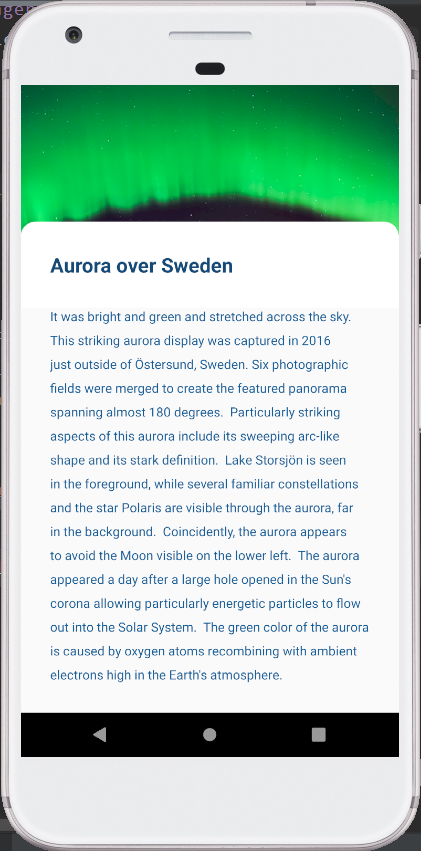 Aurora over Sweden
It was bright and green and stretched across the sky.
This striking aurora display was captured in 2016
just outside of Östersund, Sweden. Six photographic
fields were merged to create the featured panorama
spanning almost 180 degrees.  Particularly striking
aspects of this aurora include its sweeping arc-like
shape and its stark definition.  Lake Storsjön is seen
in the foreground, while several familiar constellations
and the star Polaris are visible through the aurora, far
in the background.  Coincidently, the aurora appears
to avoid the Moon visible on the lower left.  The aurora
appeared a day after a large hole opened in the Sun's
corona allowing particularly energetic particles to flow
out into the Solar System.  The green color of the aurora
is caused by oxygen atoms recombining with ambient
electrons high in the Earth's atmosphere.